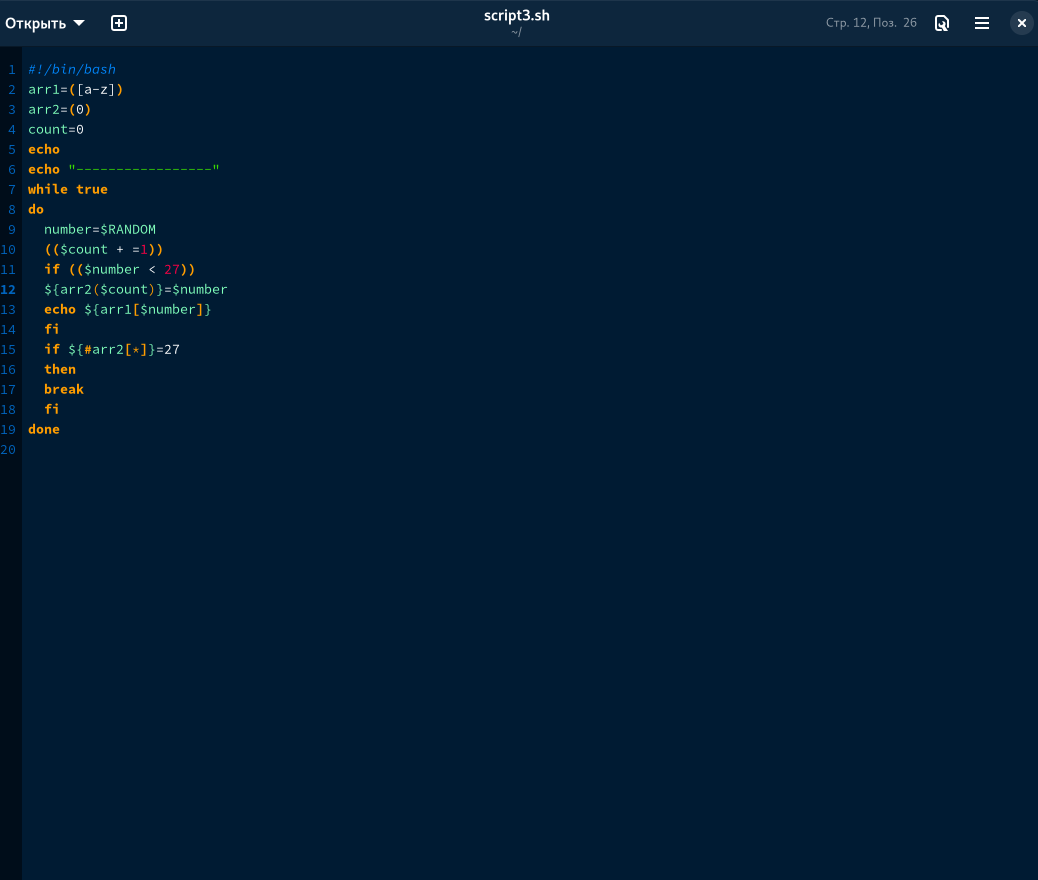 Открыть
script3.sh
~/
Стр. 12, Поз. 26
1 #!/bin/bash
2 arr1=([a-z])
3 arr2=(0)
4 count=0
5 echo
6 echo "-----------------"
7 while true
8 do
9   number=$RANDOM
10   (($count + =1))
11   if (($number < 27))
12   ${arr2($count)}=$number
13   echo ${arr1[$number]}
14   fi
15   if ${#arr2[*]}=27
16   then
17   break
18   fi
19 done
20